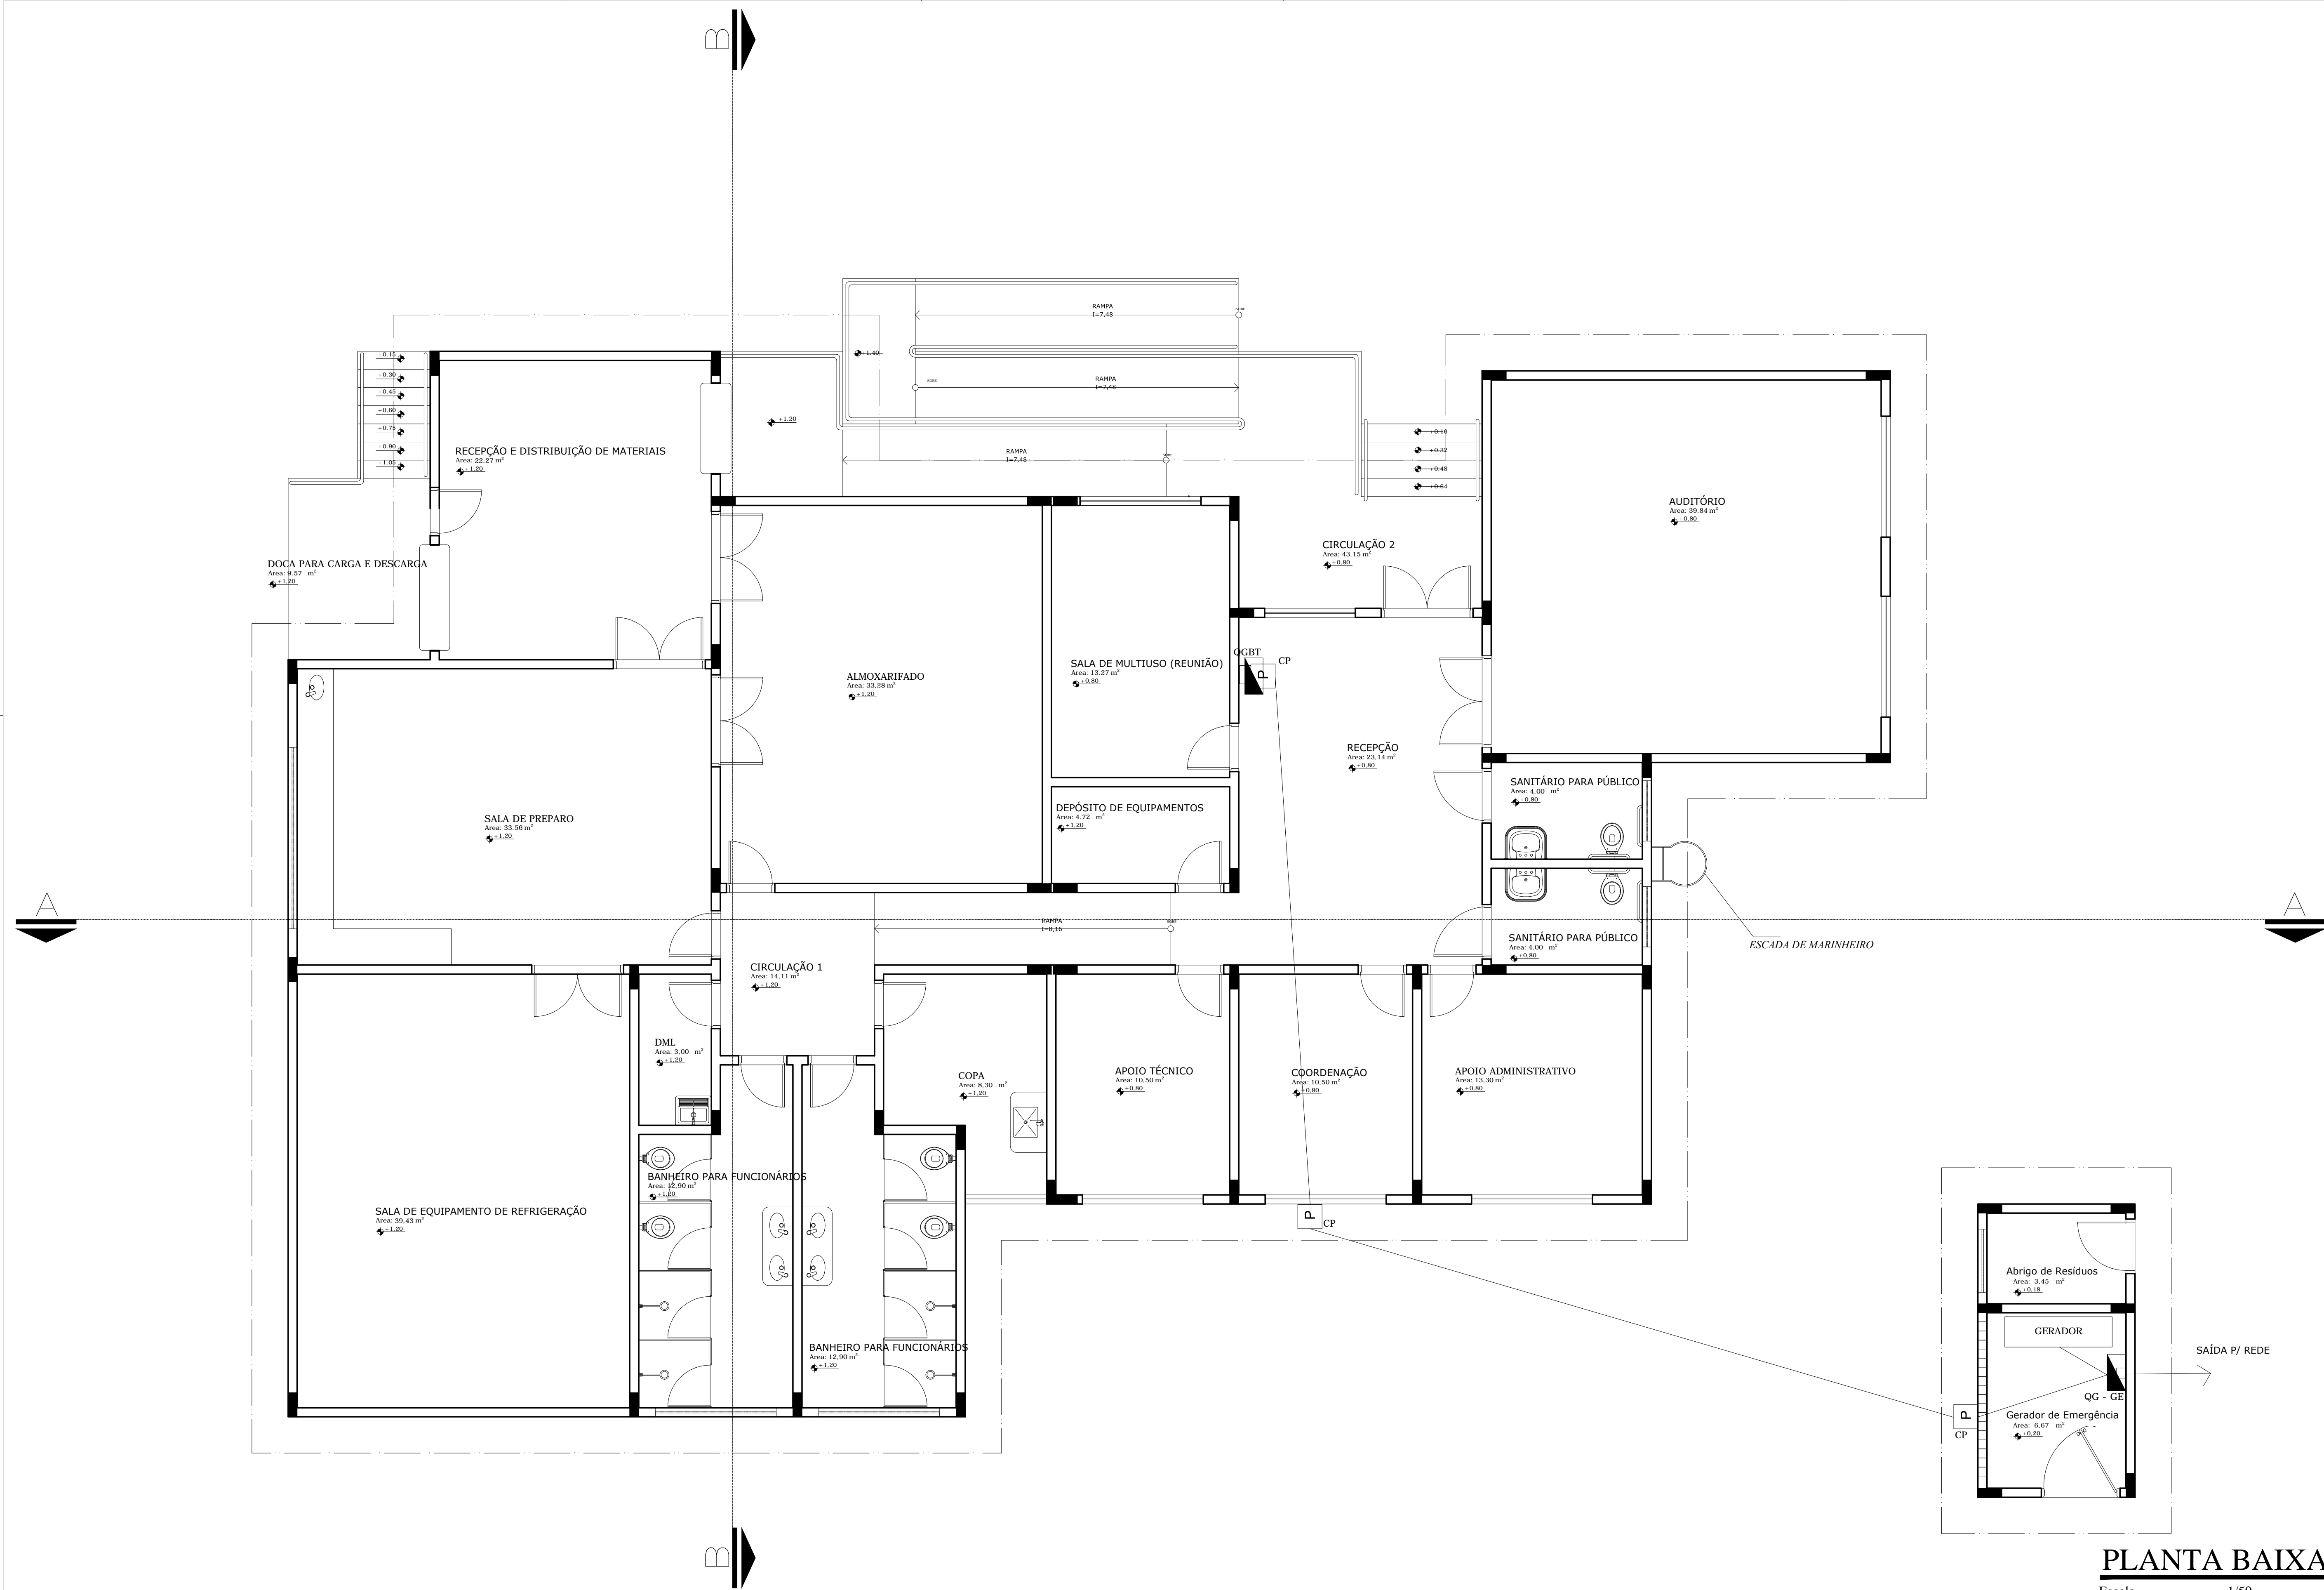 B
RAMPA
I=7,48
+1.40
RAMPA
I=7,48
+1.20
RAMPA
I=7,48
+0.15
+0.30
+0.45
+0.60
+0.75
+0.90
+1.05
+0.16
+0.32
+0.48
+0.64
RECEPÇÃO E DISTRIBUIÇÃO DE MATERIAIS
Area: 22.27 m²
+1,20
AUDITÓRIO
Area: 39.84 m²
+0,80
CIRCULAÇÃO 2
Area: 43.15 m²
+0,80
DOCA PARA CARGA E DESCARGA
Area: 9.57 m²
+1,20
ALMOXARIFADO
Area: 33,28 m²
+1,20
SALA DE MULTIUSO (REUNIÃO)
Area: 13.27 m²
+0,80
QGBT
P
CP
RECEPÇÃO
Area: 23,14 m²
+0,80
SANITÁRIO PARA PÚBLICO
Area: 4.00 m²
+0,80
SALA DE PREPARO
Area: 33.56 m²
+1,20
DEPÓSITO DE EQUIPAMENTOS
Area: 4.72 m²
+1,20
A
A
RAMPA
I=8,16
SANITÁRIO PARA PÚBLICO
Area: 4.00 m²
+0,80
ESCADA DE MARINHEIRO
CIRCULAÇÃO 1
Area: 14,11 m²
+1,20
DML
Area: 3,00 m²
+1,20
COPA
Area: 8,30 m²
+1,20
APOIO TÉCNICO
Area: 10,50 m²
+0,80
COORDENAÇÃO
Area: 10,50 m²
+0,80
APOIO ADMINISTRATIVO
Area: 13,30 m²
+0,80
BANHEIRO PARA FUNCIONÁRIOS
Area: 12,90 m²
+1,20
SALA DE EQUIPAMENTO DE REFRIGERAÇÃO
Area: 39,43 m²
+1,20
P
CP
BANHEIRO PARA FUNCIONÁRIOS
Area: 12,90 m²
+1,20
Abrigo de Resíduos
Area: 3,45 m²
+0,18
GERADOR
SAÍDA P/ REDE
QG - GE
P
CP
Gerador de Emergência
Area: 6,67 m²
+0,20
B
PLANTA BAIXA